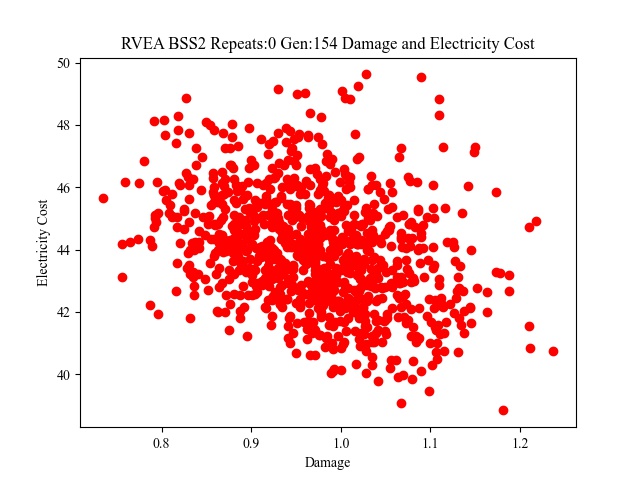 RVEA BSS2 Repeats:0 Gen:154 Damage and Electricity Cost
50
48
46
44
42
40
Electricity Cost
0.8 0.9 1.0 1.1 1.2
Damage